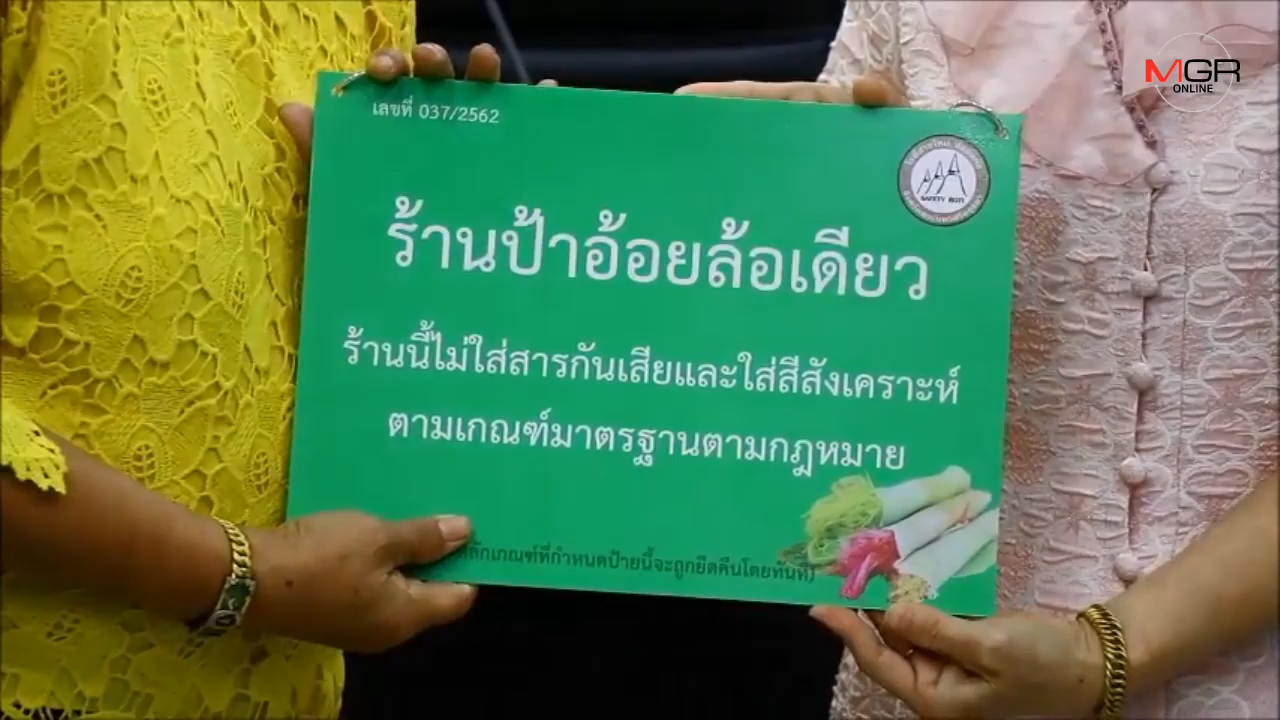 MGR
ONLINE
เลขที่ 037/2562
SAFETY ROTI
ร้านป้าอ้อยล้อเดียว
ร้านนี้ไม่ใส่สารกันเสียและใส่สีสังเคราะห์
ตามเกณฑ์มาตรฐานตามกฎหมาย
หลักเกณฑ์ที่กำหนดป้ายนี้จะถูกยึดคืนโดยทันที)